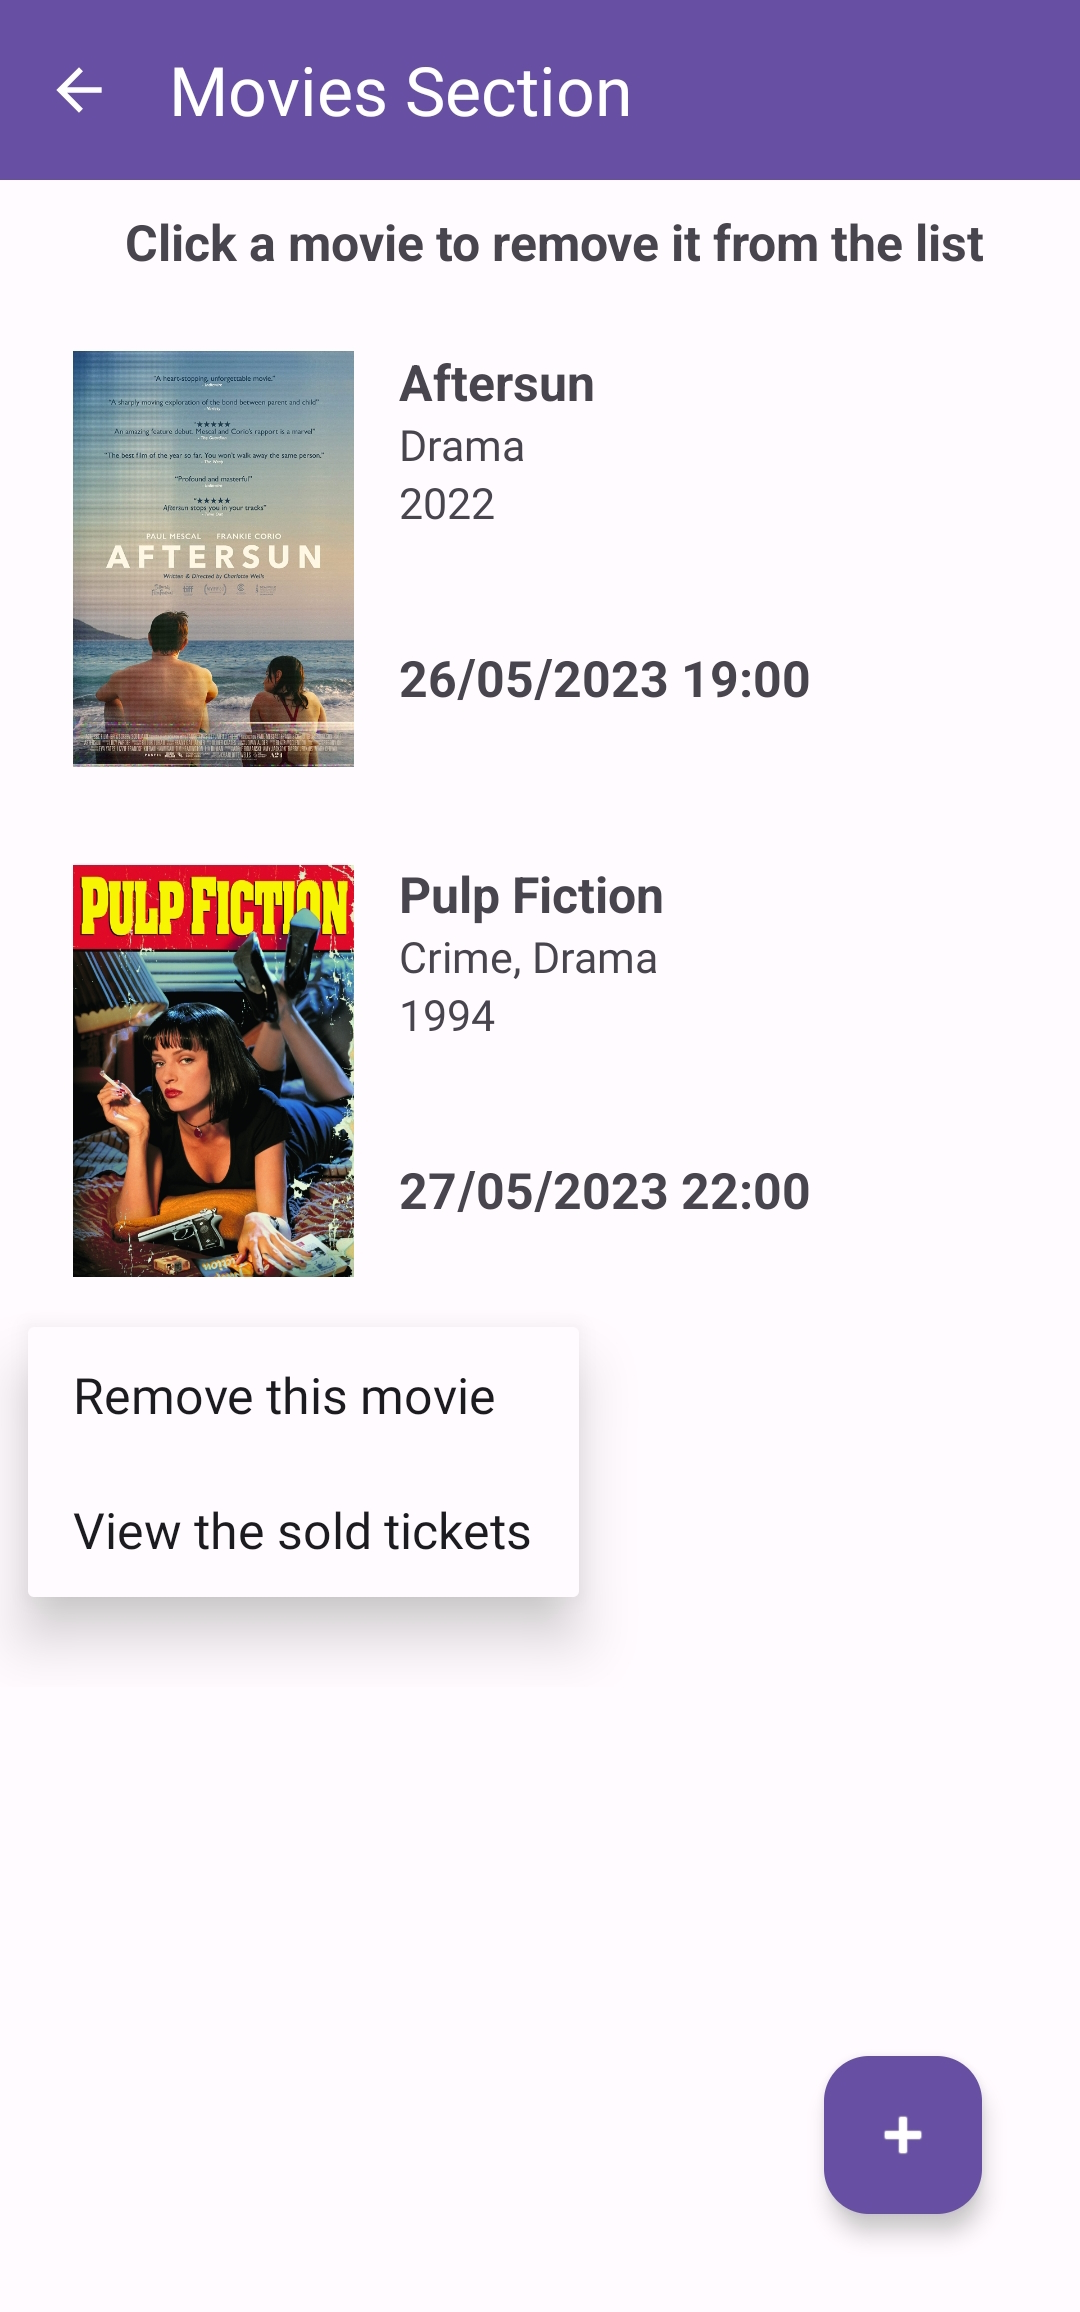 Movies Section
Click a movie to remove it from the list
"A heart-stopping, unforgettable movie."
"A sharply moving exploration of the bond between parent and child"
"★★★★★
An amazing feature debut. Mescal and Corio's rapport is a marvel"
"The best film of the year so far. You won't walk away the same person."
"Profound and masterful"
"★★★★★
Aftersun stops you in your tracks"
PAUL MESCAL FRANKIE CORIO
AFTERSUN
Written & Directed by Charlotte Wells
Aftersun
Drama
2022
26/05/2023 19:00
PULP FICTION
Pulp Fiction
Crime, Drama
1994
27/05/2023 22:00
Remove this movie
View the sold tickets